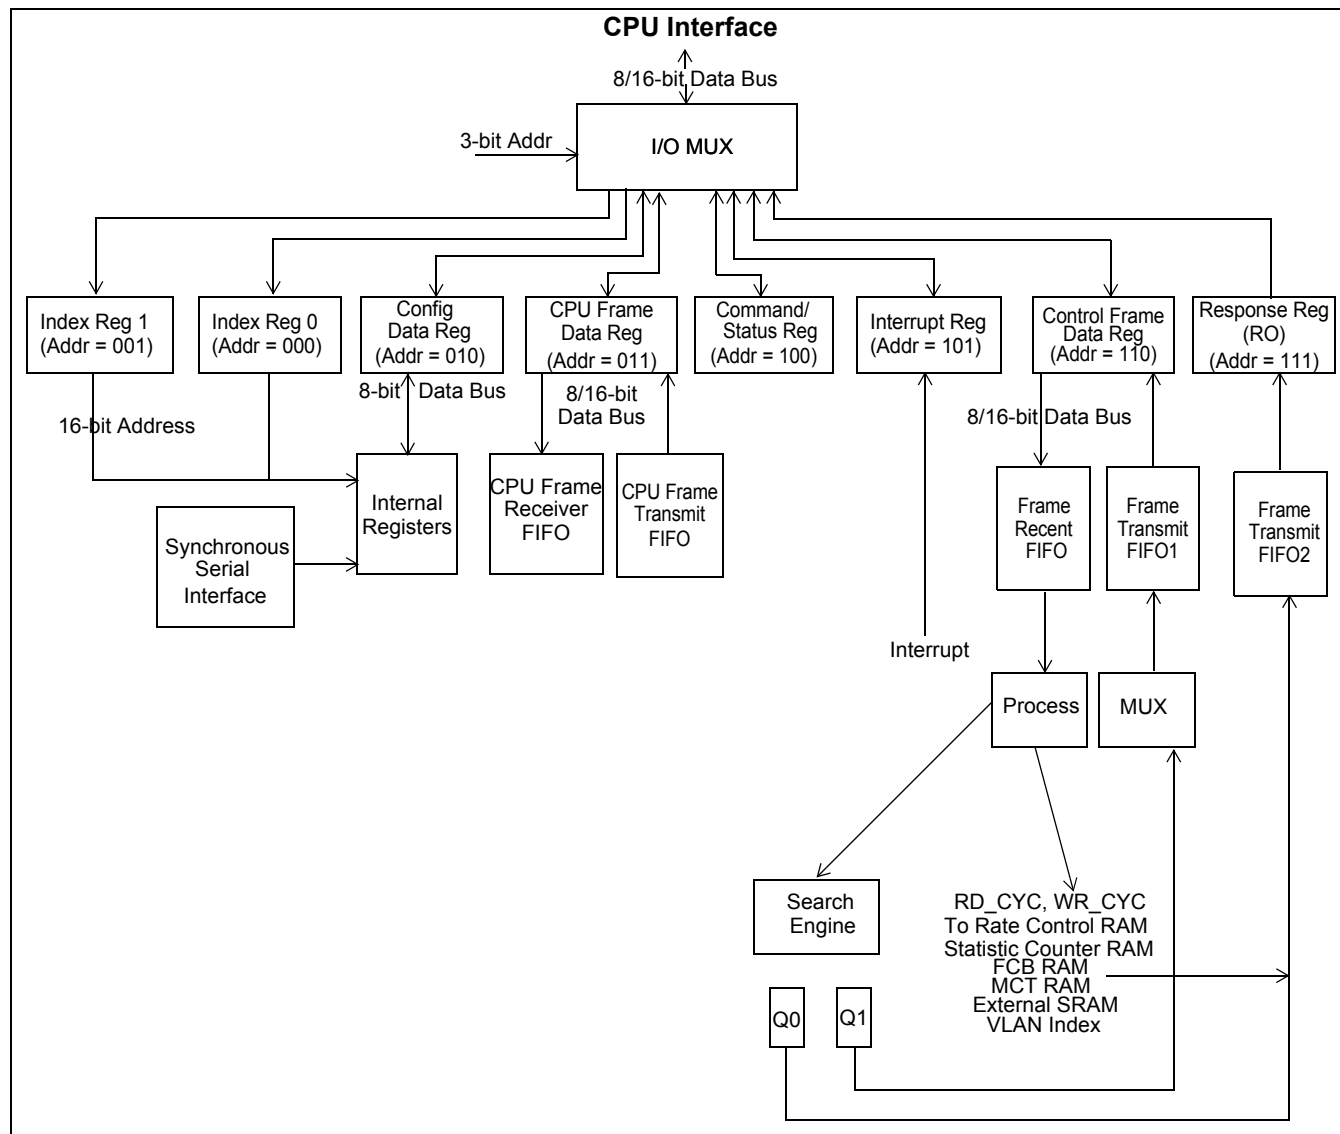 CPU Interface
8/16-bit Data Bus
3-bit Addr
I/O MUX
Index Reg 1
(Addr = 001)
Index Reg 0
(Addr = 000)
Config
Data Reg
(Addr = 010)
CPU Frame
Data Reg
(Addr = 011)
Command/
Status Reg
(Addr = 100)
Interrupt Reg
(Addr = 101)
Control Frame
Data Reg
(Addr = 110)
Response Reg
(RO)
(Addr = 111)
16-bit Address
8-bit Data Bus
8/16-bit
Data Bus
8/16-bit Data Bus
Synchronous
Serial
Interface
Internal
Registers
CPU Frame
Receiver
FIFO
CPU Frame
Transmit
FIFO
Frame
Recent
FIFO
Frame
Transmit
FIFO1
Frame
Transmit
FIFO2
Interrupt
Process
MUX
Search
Engine
RD_CYC, WR_CYC
To Rate Control RAM
Statistic Counter RAM
FCB RAM
MCT RAM
External SRAM
VLAN Index
Q0
Q1